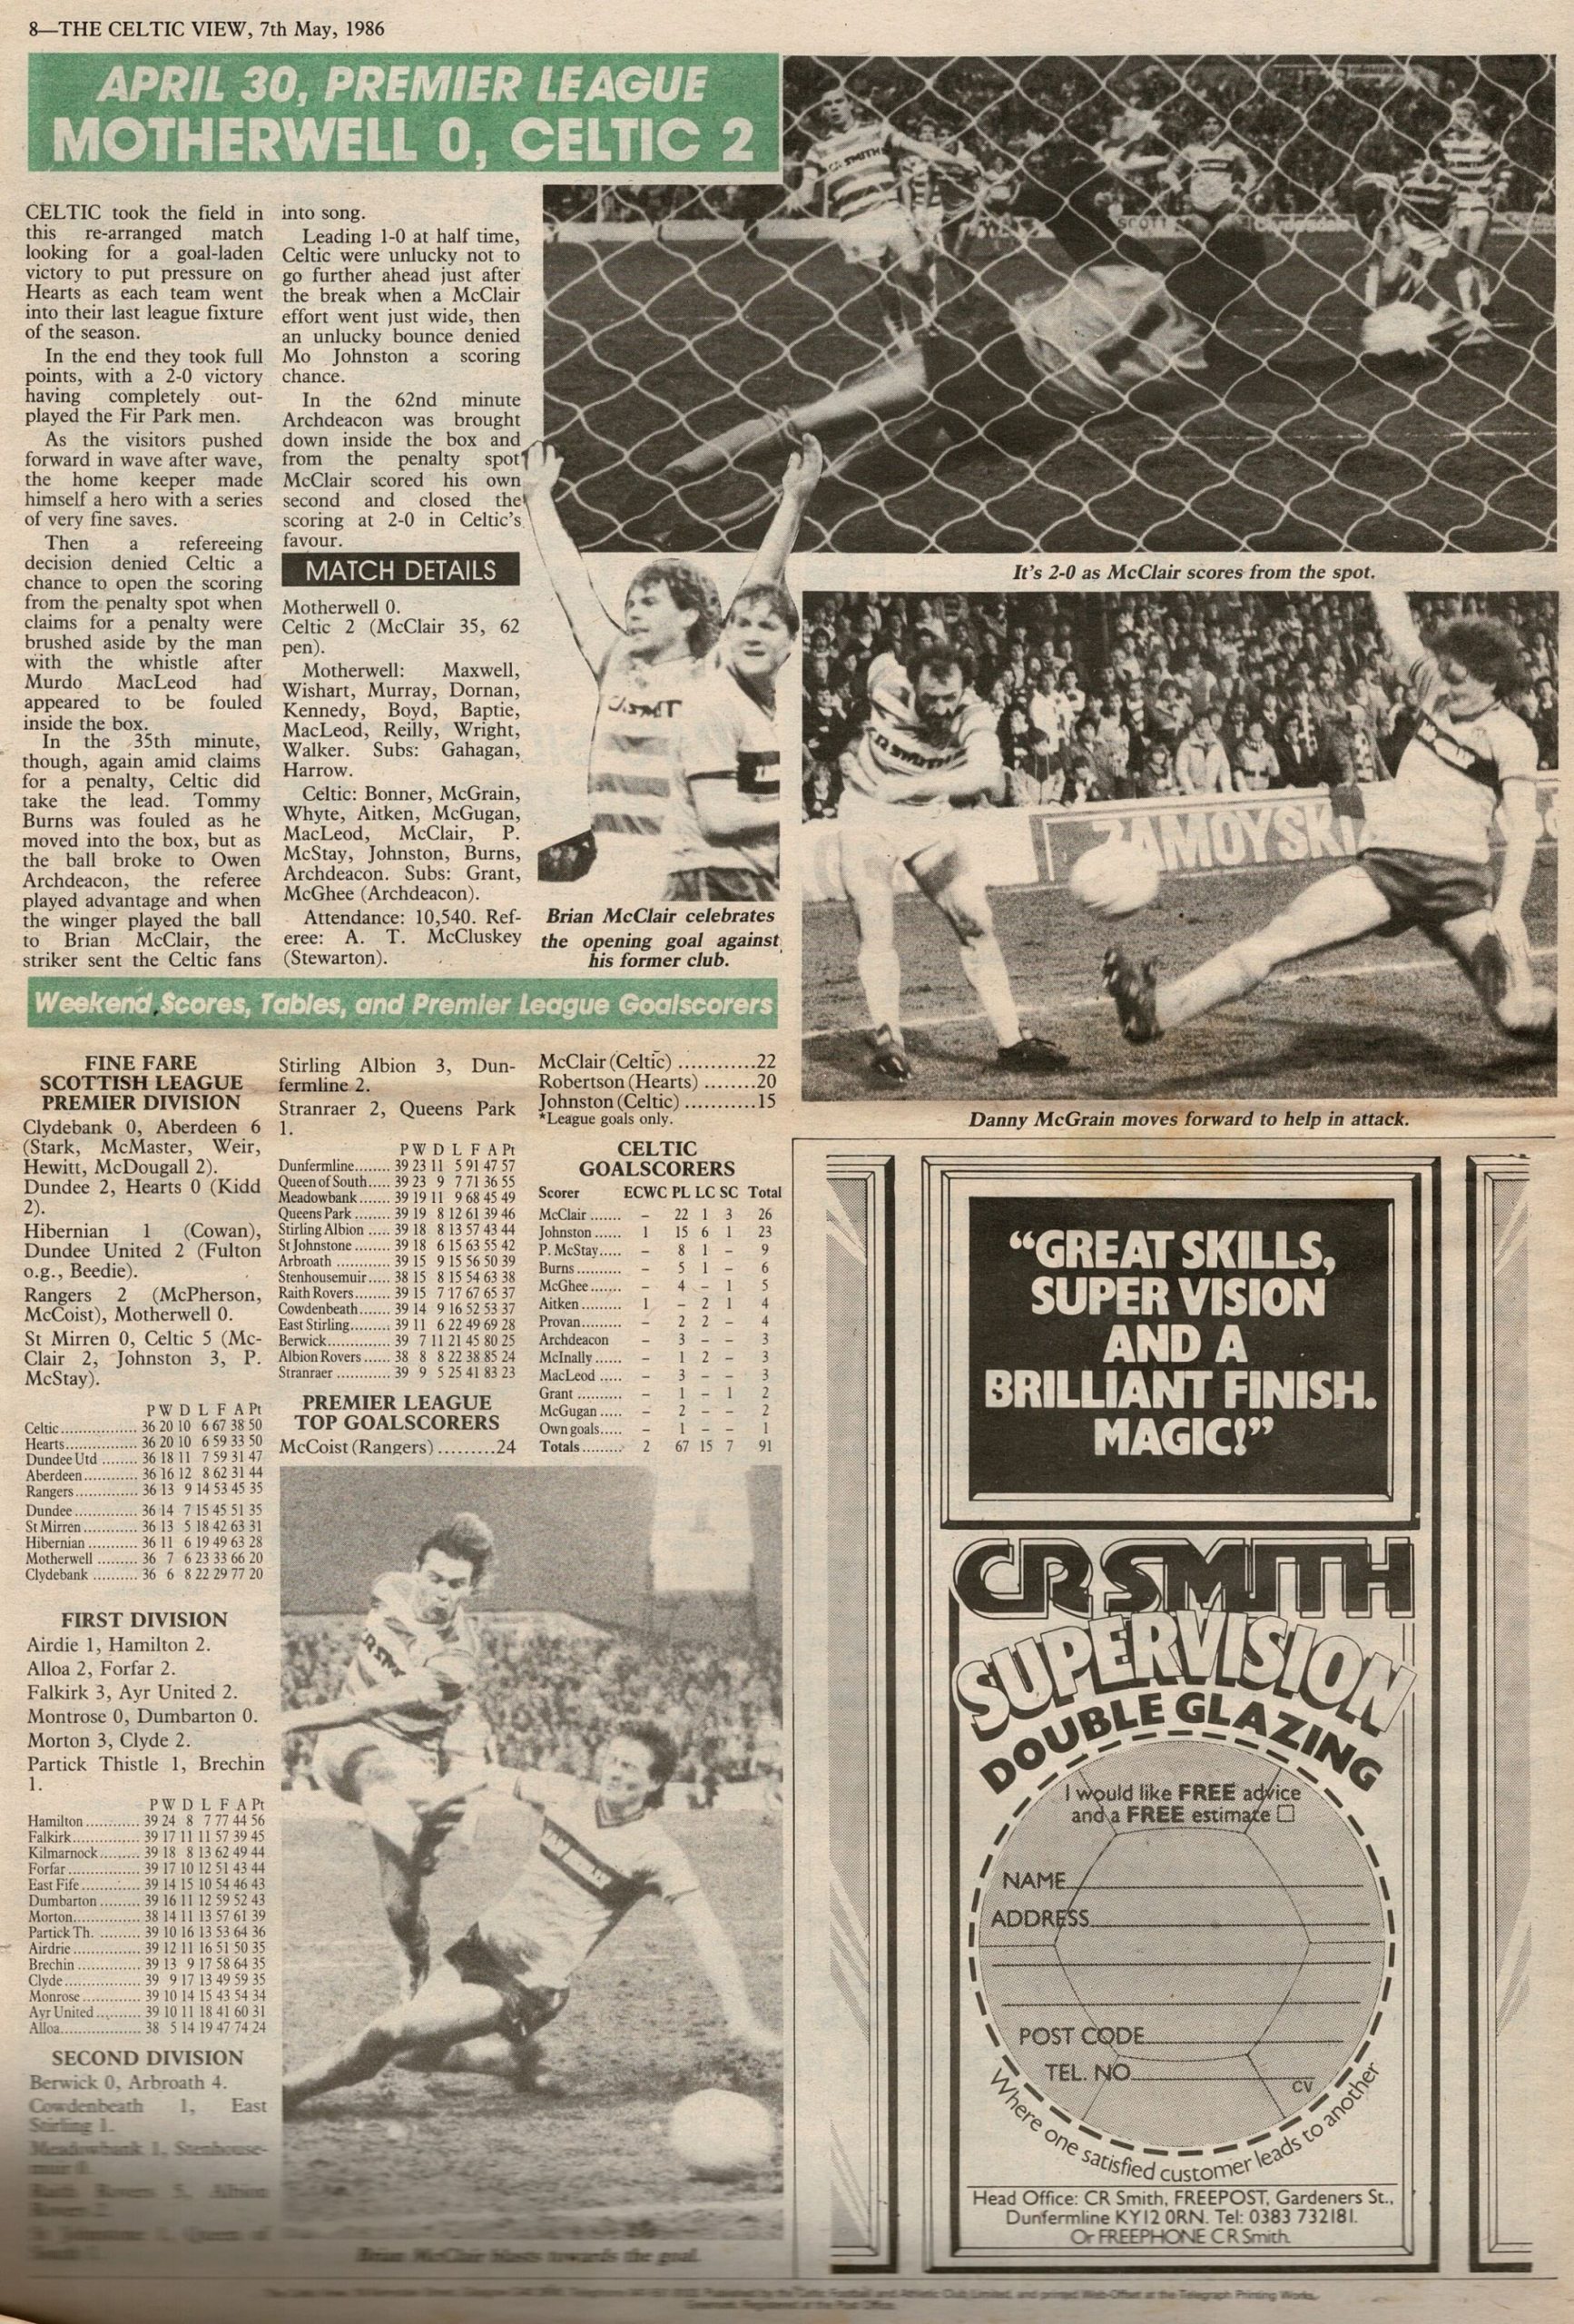 8—THE CELTIC VIEW, 7th May, 1986
APRIL 30, PREMIER LEAGUE
MOTHERWELL 0, CELTIC 2
CELTIC took the field in
this re-arranged match
looking for a goal-laden
victory to put pressure on
Hearts as each team went
into their last league fixture
of the season.
In the end they took full
points, with a 2-0 victory
having completely out-
played the Fir Park men.
As the visitors pushed
forward in wave after wave,
the home keeper made
himself a hero with a series
of very fine saves.
Then a refereeing
decision denied Celtic a
chance to open the scoring
from the penalty spot when
claims for a penalty were
brushed aside by the man
with the whistle after
Murdo MacLeod had
appeared to be fouled
inside the box.
In the 35th minute,
though, again amid claims
for a penalty, Celtic did
take the lead. Tommy
Burns was fouled as he
moved into the box, but as
the ball broke to Owen
Archdeacon, the referee
played advantage and when
the winger played the ball
to Brian McClair, the
striker sent the Celtic fans
into song.
Leading 1-0 at half time,
Celtic were unlucky not to
go further ahead just after
the break when a McClair
effort went just wide, then
an unlucky bounce denied
Mo Johnston a scoring
chance.
In the 62nd minute
Archdeacon was brought
down inside the box and
from the penalty spot
McClair scored his own
second and closed the
scoring at 2-0 in Celtic's
favour.
MATCH DETAILS
Motherwell 0.
Celtic 2 (McClair 35, 62
pen).
Motherwell: Maxwell,
Wishart, Murray, Dornan,
Kennedy, Boyd, Baptie,
MacLeod, Reilly, Wright,
Walker. Subs: Gahagan,
Harrow.
Celtic: Bonner, McGrain,
Whyte, Aitken, McGugan,
MacLeod, McClair, P.
McStay, Johnston, Burns,
Archdeacon. Subs: Grant,
McGhee (Archdeacon).
Attendance: 10,540. Ref-
eree: A. T. McCluskey
(Stewarton).
Brian McClair celebrates
the opening goal against
his former club.
CR SMITH
SCOTT
It's 2-0 as McClair scores from the spot.
CR SMITH
ZAMOYSKI
Danny McGrain moves forward to help in attack.
Weekend Scores, Tables, and Premier League Goalscorers
FINE FARE
SCOTTISH LEAGUE
PREMIER DIVISION
Clydebank 0, Aberdeen 6
(Stark, McMaster, Weir,
Hewitt, McDougall 2).
Dundee 2, Hearts 0 (Kidd
2).
Hibernian 1 (Cowan),
Dundee United 2 (Fulton
o.g., Beedie).
Rangers 2 (McPherson,
McCoist), Motherwell 0.
St Mirren 0, Celtic 5 (Mc-
Clair 2, Johnston 3, P.
McStay).
P W D L F A Pt
Celtic................. 36 20 10 6 67 38 50
Hearts................ 36 20 10 6 59 33 50
Dundee Utd ........ 36 18 11 7 59 31 47
Aberdeen............ 36 16 12 8 62 31 44
Rangers.............. 36 13 9 14 53 45 35
Dundee.............. 36 14 7 15 45 51 35
St Mirren............ 36 13 5 18 42 63 31
Hibernian ........... 36 11 6 19 49 63 28
Motherwell ......... 36 7 6 23 33 66 20
Clydebank .......... 36 6 8 22 29 77 20
FIRST DIVISION
Airdie 1, Hamilton 2.
Alloa 2, Forfar 2.
Falkirk 3, Ayr United 2.
Montrose 0, Dumbarton 0.
Morton 3, Clyde 2.
Partick Thistle 1, Brechin
1.
P W D L F A Pt
Hamilton............ 39 24 8 7 77 44 56
Falkirk............... 39 17 11 11 57 39 45
Kilmarnock......... 39 18 8 13 62 49 44
Forfar................ 39 17 10 12 51 43 44
East Fife............. 39 14 15 10 54 46 43
Dumbarton ......... 39 16 11 12 59 52 43
Morton............... 38 14 11 13 57 61 39
Partick Th. ......... 39 10 16 13 53 64 36
Airdrie............... 39 12 11 16 51 50 35
Brechin .............. 39 13 9 17 58 64 35
Clyde................. 39 9 17 13 49 59 35
Monrose............. 39 10 14 15 43 54 34
Ayr United.......... 39 10 11 18 41 60 31
Alloa.................. 38 5 14 19 47 74 24
SECOND DIVISION
Berwick 0, Arbroath 4.
Cowdenbeath 1, East
Stirling 1.
Meadowbank 1, Stenhouse-
muir 0.
Raith Rovers 5, Albion
Rovers 2.
Stirling Albion 3, Dun-
fermline 2.
Stranraer 2, Queens Park
1.
P W D L F A Pt
Dunfermline........ 39 23 11 5 91 47 57
Queen of South..... 39 23 9 7 71 36 55
Meadowbank....... 39 19 11 9 68 45 49
Queens Park ........ 39 19 8 12 61 39 46
Stirling Albion ..... 39 18 8 13 57 43 44
St Johnstone ........ 39 18 6 15 63 55 42
Arbroath ............ 39 15 9 15 56 50 39
Stenhousemuir..... 38 15 8 15 54 63 38
Raith Rovers........ 39 15 7 17 67 65 37
Cowdenbeath....... 39 14 9 16 52 53 37
East Stirling......... 39 11 6 22 49 69 28
Berwick.............. 39 7 11 21 45 80 25
Albion Rovers...... 38 8 8 22 38 85 24
Stranraer ............ 39 9 5 25 41 83 23
PREMIER LEAGUE
TOP GOALSCORERS
McCoist (Rangers) .........24
McClair (Celtic) ............22
Robertson (Hearts) ........20
Johnston (Celtic) ...........15
*League goals only.
CELTIC
GOALSCORERS
Scorer ECWC PL LC SC Total
McClair ....... – 22 1 3 26
Johnston ...... 1 15 6 1 23
P. McStay..... – 8 1 – 9
Burns.......... – 5 1 – 6
McGhee....... – 4 – 1 5
Aitken......... 1 – 2 1 4
Provan......... – 2 2 – 4
Archdeacon – 3 – – 3
McInally ...... – 1 2 – 3
MacLeod ..... – 3 – – 3
Grant .......... – 1 – 1 2
McGugan ..... – 2 – – 2
Own goals..... – 1 – – 1
Totals......... 2 67 15 7 91
Brian McClair blasts towards the goal.
“GREAT SKILLS,
SUPER VISION
AND A
BRILLIANT FINISH.
MAGIC!”
CR SMITH
SUPERVISION
DOUBLE GLAZING
I would like FREE advice
and a FREE estimate
NAME
ADDRESS
POST CODE
TEL. NO.
CV
Where one satisfied customer leads to another
Head Office: CR Smith, FREEPOST, Gardeners St.,
Dunfermline KY12 0RN. Tel: 0383 732181.
Or FREEPHONE CR Smith.